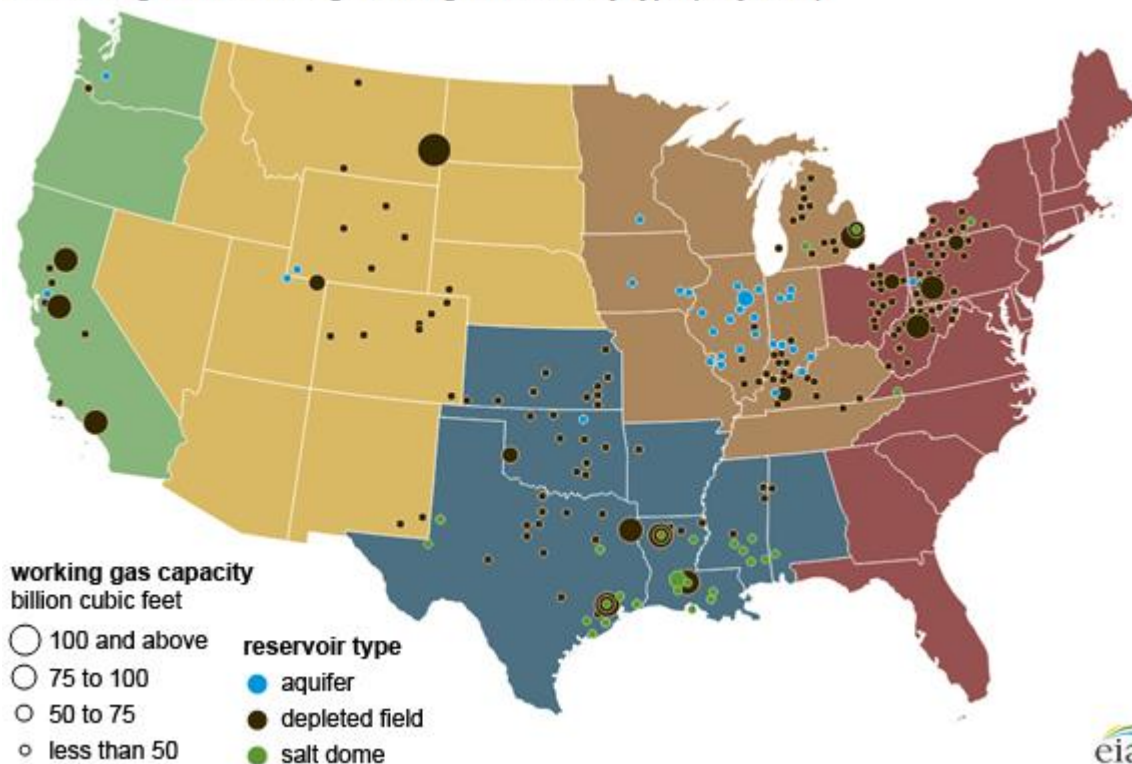 working gas capacity
billion cubic feet
100 and above
75 to 100
50 to 75
less than 50
reservoir type
aquifer
depleted field
salt dome
eia